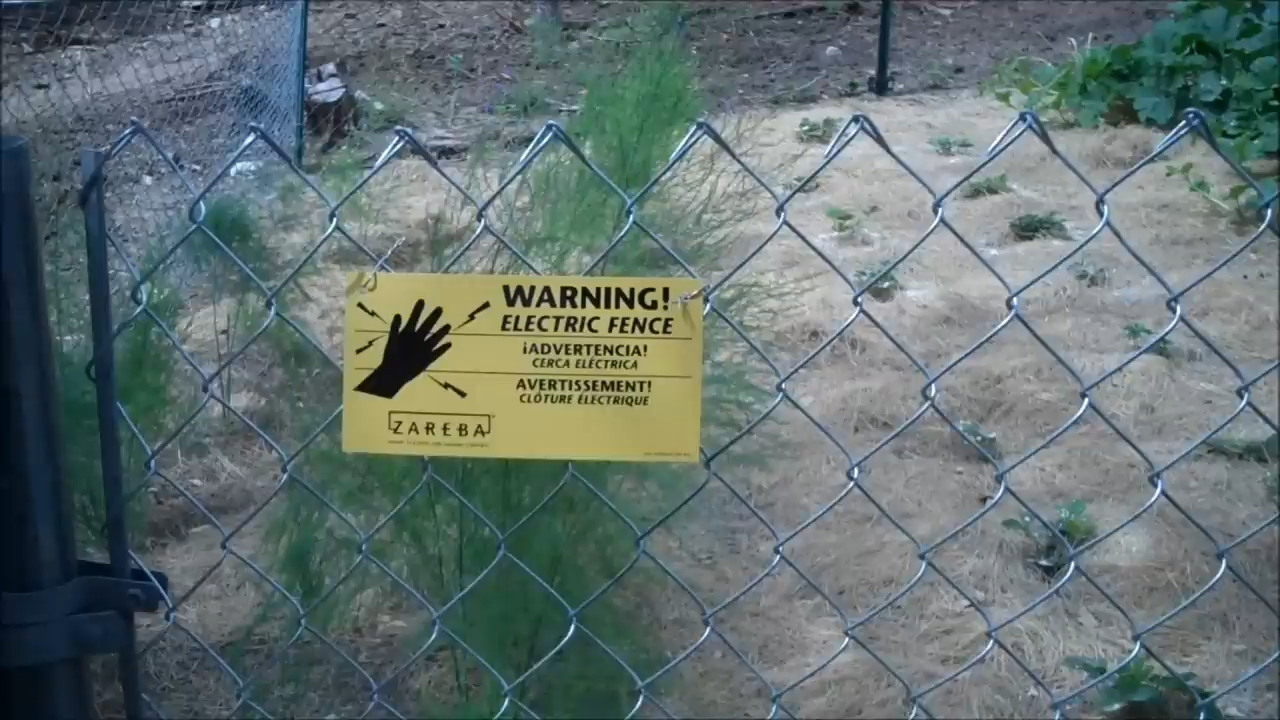 WARNING!
ELECTRIC FENCE
¡ADVERTENCIA!
CERCA ELÉCTRICA
AVERTISSEMENT!
CLÔTURE ÉLECTRIQUE
ZAREBA